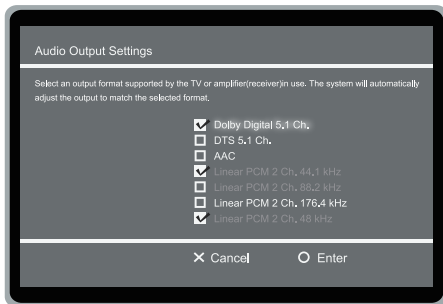 Audio Output Settings
Select an output format supported by the TV or amplifier(receiver)in use. The system will automatically
adjust the output to match the selected format.
Dolby Digital 5.1 Ch.
DTS 5.1 Ch.
AAC
Linear PCM 2 Ch. 44.1 kHz
Linear PCM 2 Ch. 88.2 kHz
Linear PCM 2 Ch. 176.4 kHz
Linear PCM 2 Ch. 48 kHz
Cancel Enter